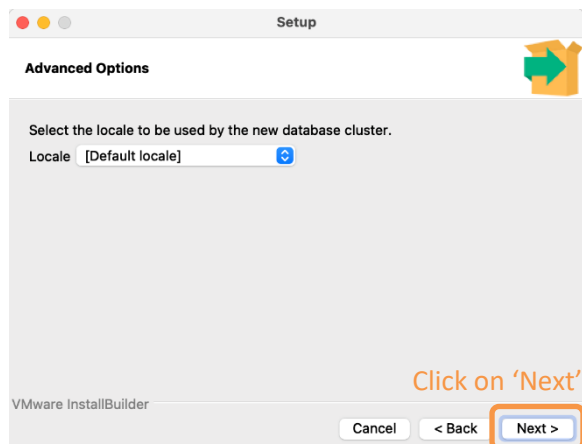 Setup
Advanced Options
Select the locale to be used by the new database cluster.
Locale [Default locale]
Click on ‘Next’
VMware InstallBuilder
Cancel < Back Next >